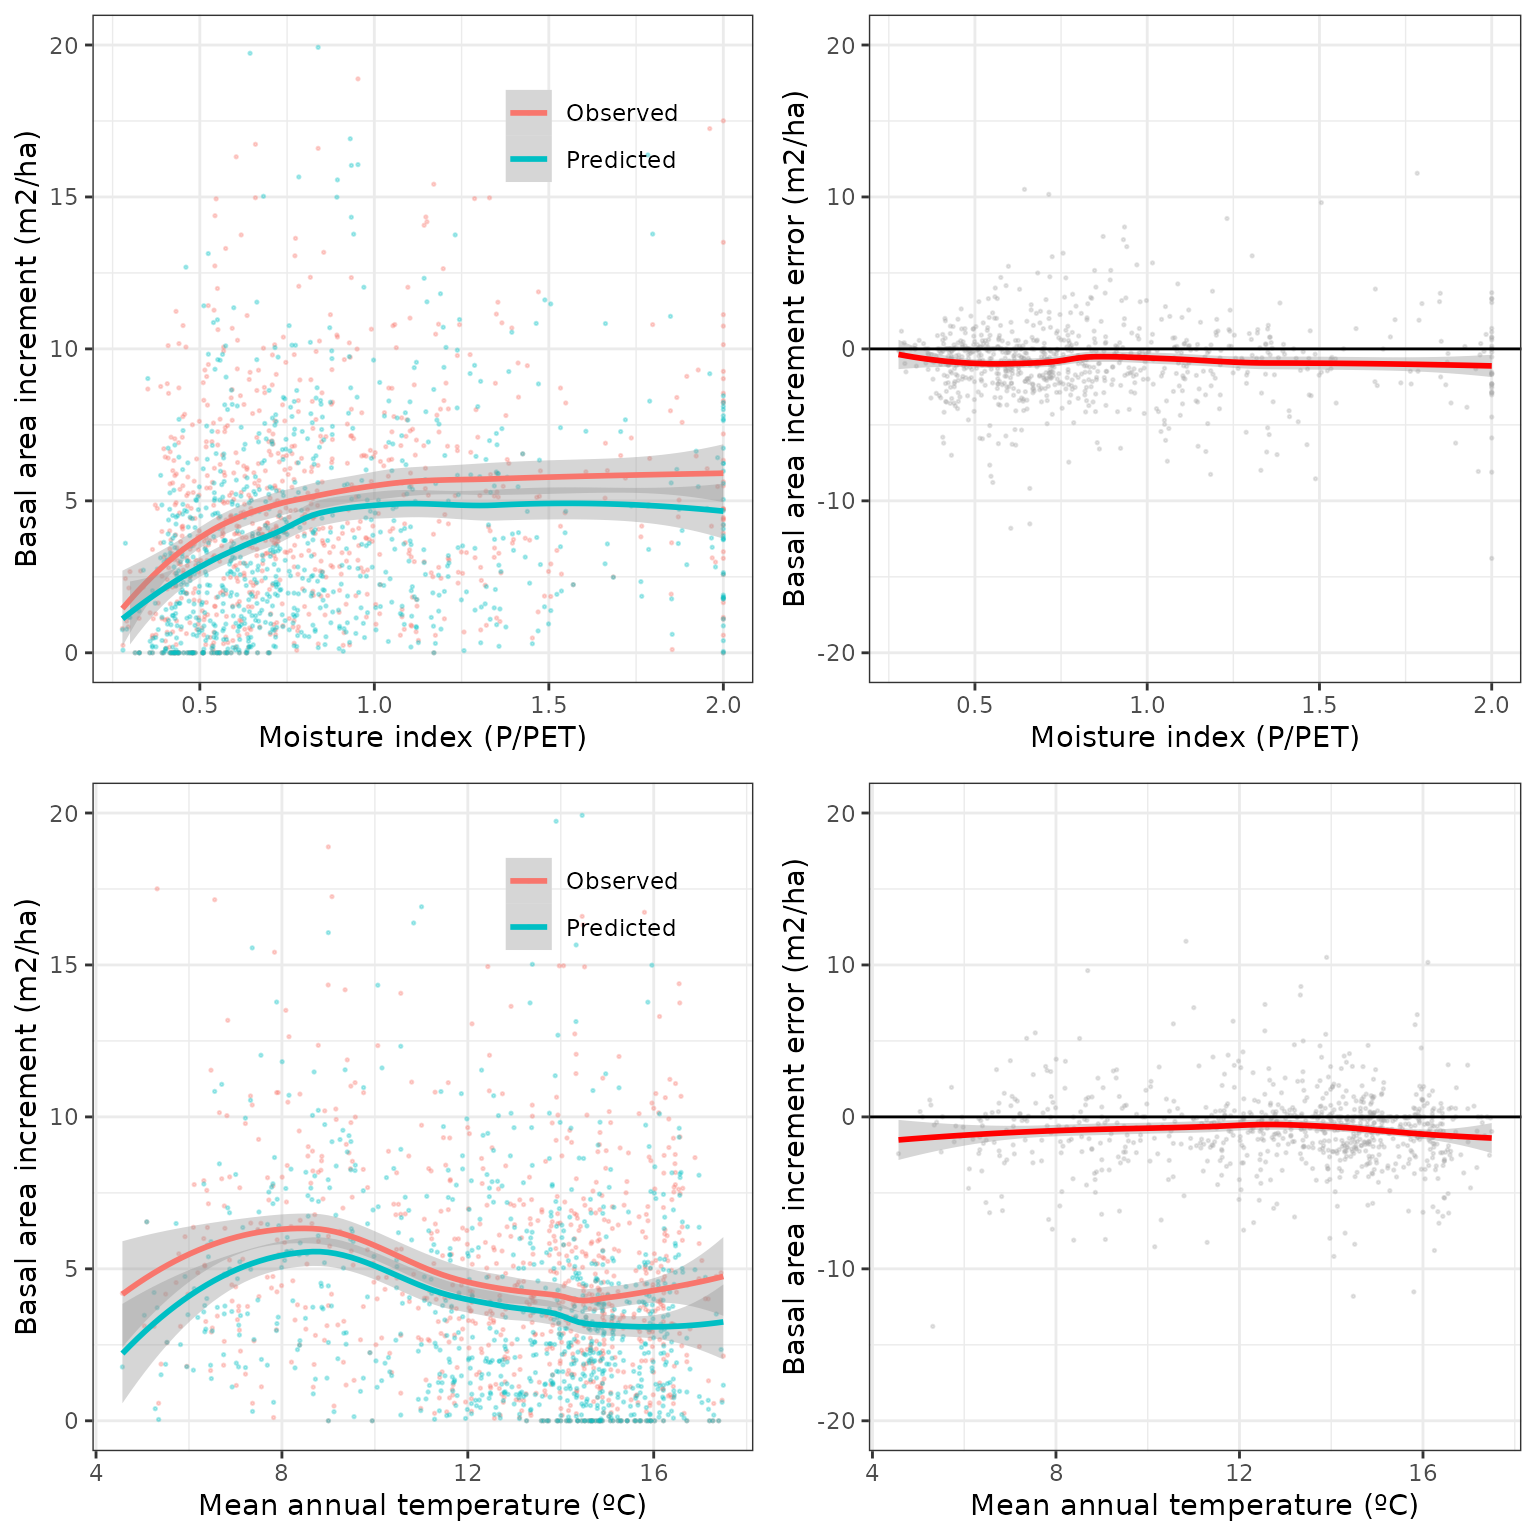 Basal area increment (m2/ha)
20
15
10
5
0
Observed
Predicted
0.5 1.0 1.5 2.0
Moisture index (P/PET)
Basal area increment error (m2/ha)
20
10
0
-10
-20
0.5 1.0 1.5 2.0
Moisture index (P/PET)
Basal area increment (m2/ha)
20
15
10
5
0
Observed
Predicted
4 8 12 16
Mean annual temperature (ºC)
Basal area increment error (m2/ha)
20
10
0
-10
-20
4 8 12 16
Mean annual temperature (ºC)